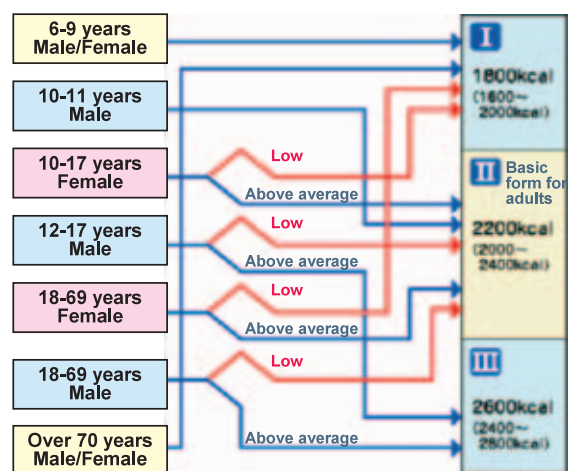 6-9 years
Male/Female
10-11 years
Male
10-17 years
Female
12-17 years
Male
18-69 years
Female
18-69 years
Male
Over 70 years
Male/Female
Low
Above average
Low
Above average
Low
Above average
Low
Above average
I
1800kcal
(1600~
2000kcal)
II Basic
form for
adults
2200kcal
(2000~
2400kcal)
III
2600kcal
(2400~
2800kcal)